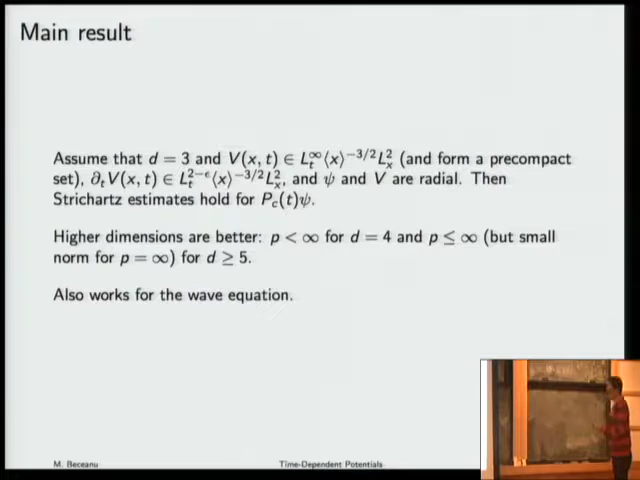 Main result
Assume that d = 3 and V(x, t) ∈ L_t^∞⟨x⟩^{-3/2}L_x^2 (and form a precompact
set), ∂_tV(x, t) ∈ L_t^{2-ε}⟨x⟩^{-3/2}L_x^2, and ψ and V are radial. Then
Strichartz estimates hold for P_c(t)ψ.
Higher dimensions are better: p < ∞ for d = 4 and p ≤ ∞ (but small
norm for p = ∞) for d ≥ 5.
Also works for the wave equation.
M. Beceanu Time-Dependent Potentials